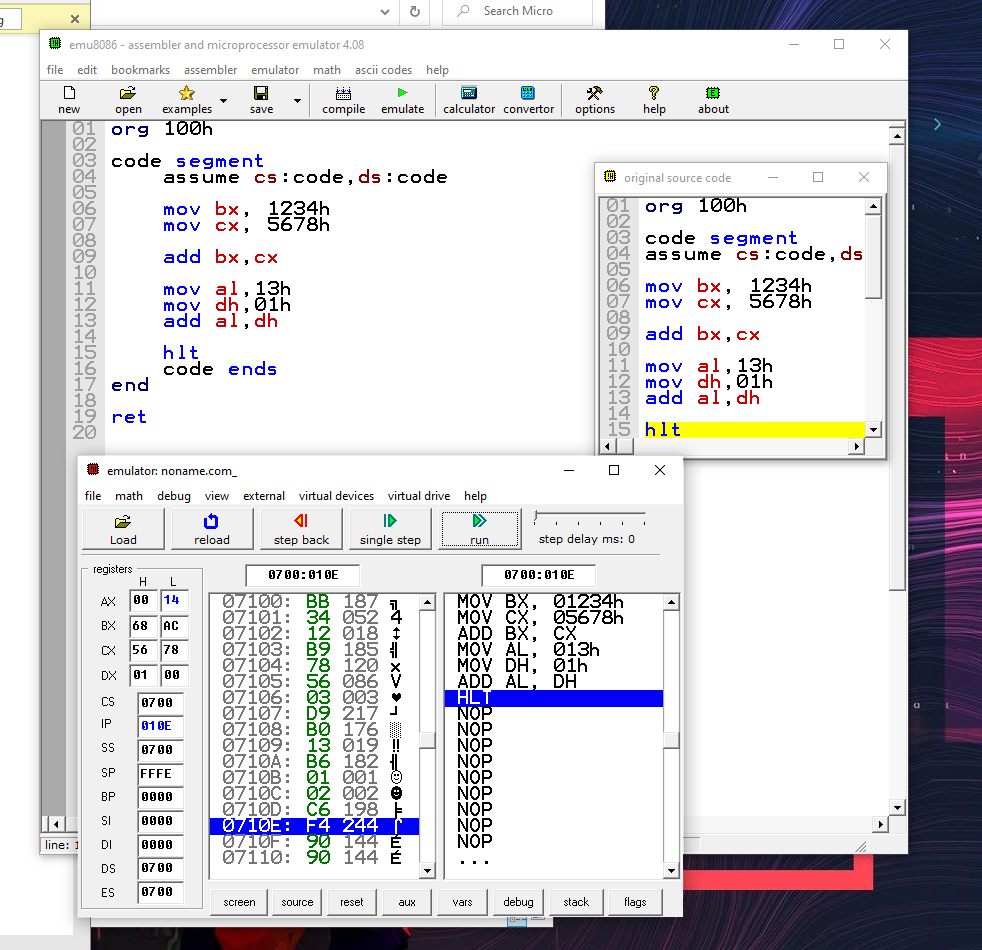 g
Search Micro
emu8086 - assembler and microprocessor emulator 4.08
file edit bookmarks assembler emulator math ascii codes help
new open examples save compile emulate calculator convertor options help about
01 org 100h
02
03 code segment
04 assume cs:code,ds:code
05
06 mov bx, 1234h
07 mov cx, 5678h
08
09 add bx,cx
10
11 mov al,13h
12 mov dh,01h
13 add al,dh
14
15 hlt
16 code ends
17 end
18
19 ret
20
line: 1
original source code
01 org 100h
02
03 code segment
04 assume cs:code,ds
05
06 mov bx, 1234h
07 mov cx, 5678h
08
09 add bx,cx
10
11 mov al,13h
12 mov dh,01h
13 add al,dh
14
15 hlt
emulator: noname.com_
file math debug view external virtual devices virtual drive help
Load reload step back single step run step delay ms: 0
registers
H L
AX 00 14
BX 68 AC
CX 56 78
DX 01 00
CS 0700
IP 010E
SS 0700
SP FFFE
BP 0000
SI 0000
DI 0000
DS 0700
ES 0700
0700:010E
07100: BB 187 ╗
07101: 34 052 4
07102: 12 018 ↕
07103: B9 185 ╣
07104: 78 120 x
07105: 56 086 V
07106: 03 003 ♥
07107: D9 217 ┘
07108: B0 176 ░
07109: 13 019 ‼
0710A: B6 182 ╢
0710B: 01 001 ☺
0710C: 02 002 ☻
0710D: C6 198 ╞
0710E: F4 244 ⌠
0710F: 90 144 É
07110: 90 144 É
0700:010E
MOV BX, 01234h
MOV CX, 05678h
ADD BX, CX
MOV AL, 013h
MOV DH, 01h
ADD AL, DH
HLT
NOP
NOP
NOP
NOP
NOP
NOP
NOP
NOP
NOP
...
screen source reset aux vars debug stack flags